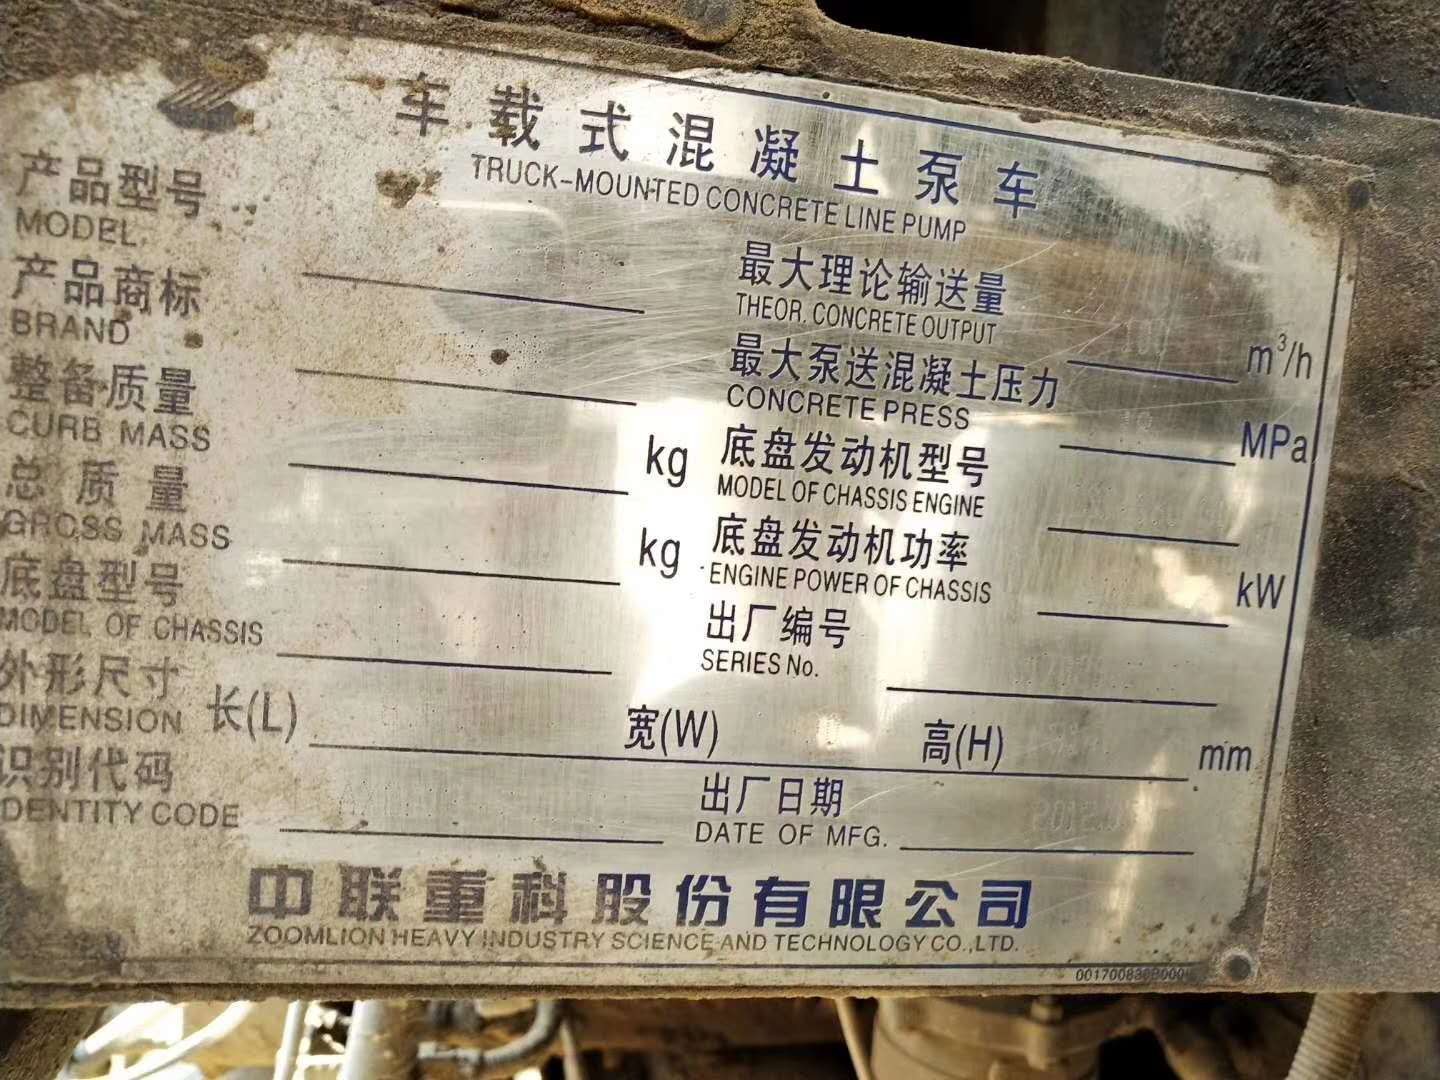 车载式混凝土泵车
TRUCK-MOUNTED CONCRETE LINE PUMP
产品型号
MODEL
最大理论输送量
THEOR. CONCRETE OUTPUT
m³/h
产品商标
BRAND
最大泵送混凝土压力
CONCRETE PRESS
MPa
整备质量
CURB MASS
kg
底盘发动机型号
MODEL OF CHASSIS ENGINE
总质量
GROSS MASS
kg
底盘发动机功率
ENGINE POWER OF CHASSIS
kW
底盘型号
MODEL OF CHASSIS
出厂编号
SERIES No.
外形尺寸
DIMENSION
长(L)
宽(W)
高(H)
mm
识别代码
IDENTITY CODE
出厂日期
DATE OF MFG.
中联重科股份有限公司
ZOOMLION HEAVY INDUSTRY SCIENCE AND TECHNOLOGY CO.,LTD.